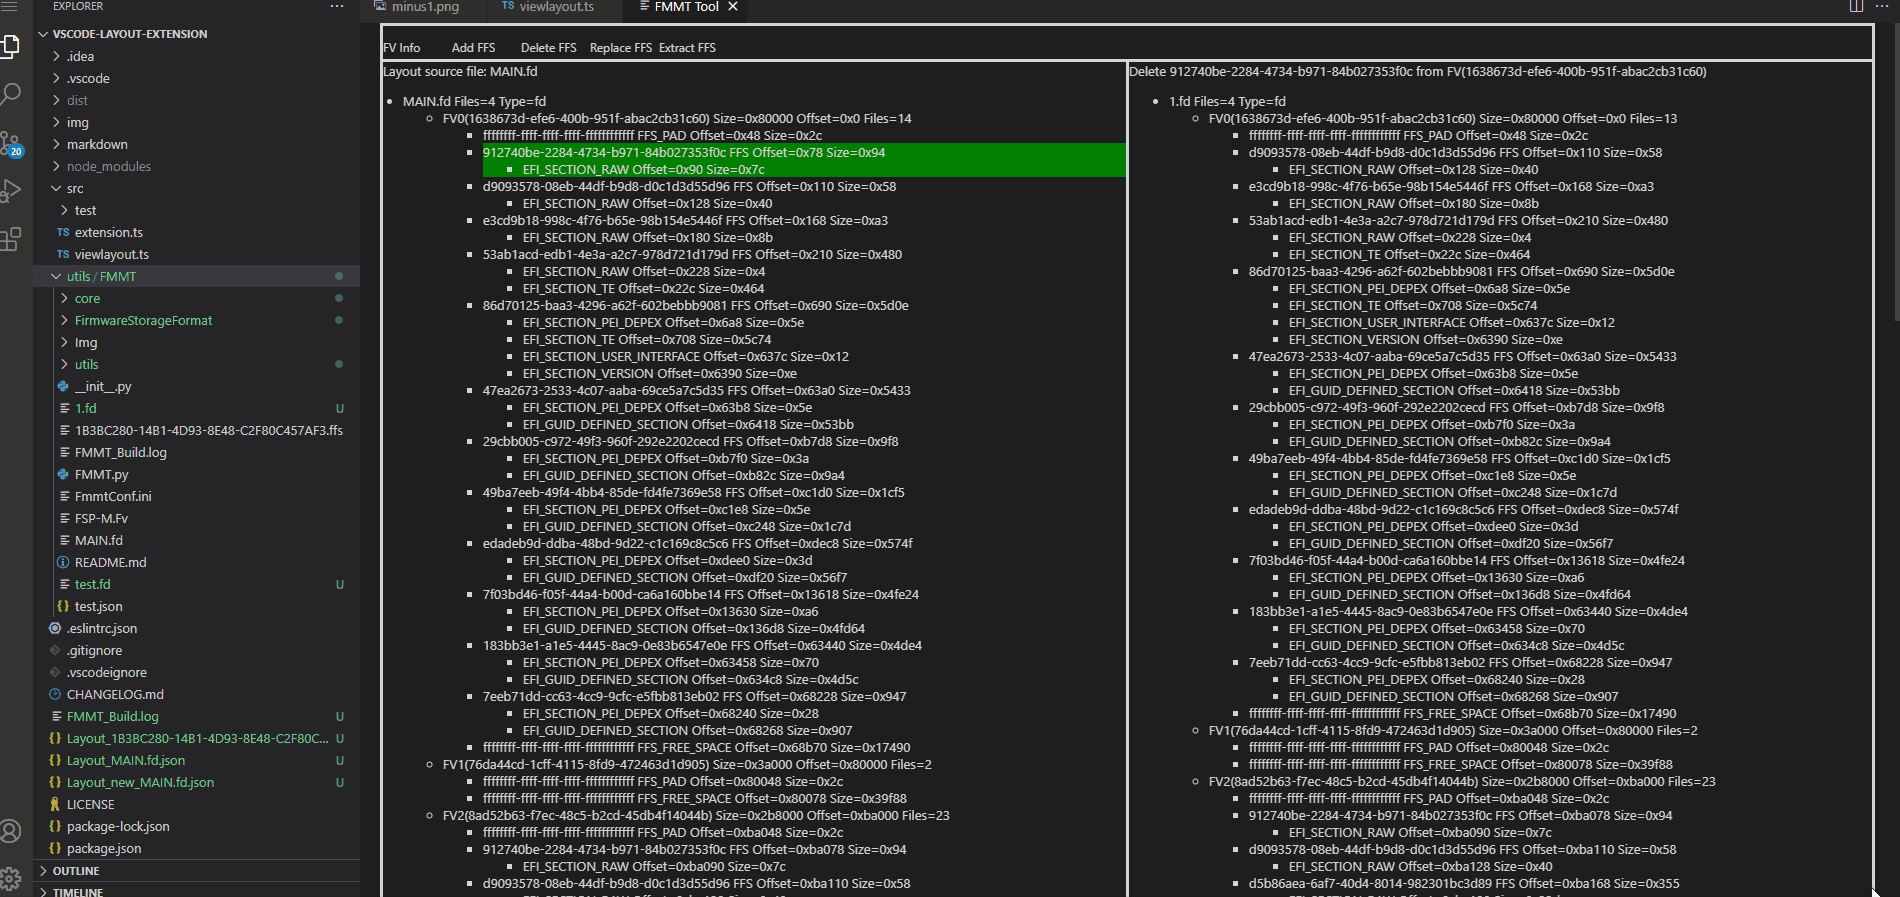 EXPLORER
VSCODE-LAYOUT-EXTENSION
.idea
.vscode
dist
img
markdown
node_modules
src
test
TS extension.ts
TS viewlayout.ts
utils / FMMT
core
FirmwareStorageFormat
Img
utils
__init__.py
1.fd U
1B3BC280-14B1-4D93-8E48-C2F80C457AF3.ffs
FMMT_Build.log
FMMT.py
FmmtConf.ini
FSP-M.Fv
MAIN.fd
README.md
test.fd U
{} test.json
.eslintrc.json
.gitignore
.vscodeignore
CHANGELOG.md
FMMT_Build.log U
{} Layout_1B3BC280-14B1-4D93-8E48-C2F80C... U
{} Layout_MAIN.fd.json U
{} Layout_new_MAIN.fd.json U
LICENSE
{} package-lock.json
{} package.json
OUTLINE
TIMELINE
20
minus1.png
TS viewlayout.ts
FMMT Tool
FV Info Add FFS Delete FFS Replace FFS Extract FFS
Layout source file: MAIN.fd
MAIN.fd Files=4 Type=fd
FV0(1638673d-efe6-400b-951f-abac2cb31c60) Size=0x80000 Offset=0x0 Files=14
ffffffff-ffff-ffff-ffff-ffffffffffff FFS_PAD Offset=0x48 Size=0x2c
912740be-2284-4734-b971-84b027353f0c FFS Offset=0x78 Size=0x94
EFI_SECTION_RAW Offset=0x90 Size=0x7c
d9093578-08eb-44df-b9d8-d0c1d3d55d96 FFS Offset=0x110 Size=0x58
EFI_SECTION_RAW Offset=0x128 Size=0x40
e3cd9b18-998c-4f76-b65e-98b154e5446f FFS Offset=0x168 Size=0xa3
EFI_SECTION_RAW Offset=0x180 Size=0x8b
53ab1acd-edb1-4e3a-a2c7-978d721d179d FFS Offset=0x210 Size=0x480
EFI_SECTION_RAW Offset=0x228 Size=0x4
EFI_SECTION_TE Offset=0x22c Size=0x464
86d70125-baa3-4296-a62f-602bebbb9081 FFS Offset=0x690 Size=0x5d0e
EFI_SECTION_PEI_DEPEX Offset=0x6a8 Size=0x5e
EFI_SECTION_TE Offset=0x708 Size=0x5c74
EFI_SECTION_USER_INTERFACE Offset=0x637c Size=0x12
EFI_SECTION_VERSION Offset=0x6390 Size=0xe
47ea2673-2533-4c07-aaba-69ce5a7c5d35 FFS Offset=0x63a0 Size=0x5433
EFI_SECTION_PEI_DEPEX Offset=0x63b8 Size=0x5e
EFI_GUID_DEFINED_SECTION Offset=0x6418 Size=0x53bb
29cbb005-c972-49f3-960f-292e2202cecd FFS Offset=0xb7d8 Size=0x9f8
EFI_SECTION_PEI_DEPEX Offset=0xb7f0 Size=0x3a
EFI_GUID_DEFINED_SECTION Offset=0xb82c Size=0x9a4
49ba7eeb-49f4-4bb4-85de-fd4fe7369e58 FFS Offset=0xc1d0 Size=0x1cf5
EFI_SECTION_PEI_DEPEX Offset=0xc1e8 Size=0x5e
EFI_GUID_DEFINED_SECTION Offset=0xc248 Size=0x1c7d
edadeb9d-ddba-48bd-9d22-c1c169c8c5c6 FFS Offset=0xdec8 Size=0x574f
EFI_SECTION_PEI_DEPEX Offset=0xdee0 Size=0x3d
EFI_GUID_DEFINED_SECTION Offset=0xdf20 Size=0x56f7
7f03bd46-f05f-44a4-b00d-ca6a160bbe14 FFS Offset=0x13618 Size=0x4fe24
EFI_SECTION_PEI_DEPEX Offset=0x13630 Size=0xa6
EFI_GUID_DEFINED_SECTION Offset=0x136d8 Size=0x4fd64
183bb3e1-a1e5-4445-8ac9-0e83b6547e0e FFS Offset=0x63440 Size=0x4de4
EFI_SECTION_PEI_DEPEX Offset=0x63458 Size=0x70
EFI_GUID_DEFINED_SECTION Offset=0x634c8 Size=0x4d5c
7eeb71dd-cc63-4cc9-9cfc-e5fbb813eb02 FFS Offset=0x68228 Size=0x947
EFI_SECTION_PEI_DEPEX Offset=0x68240 Size=0x28
EFI_GUID_DEFINED_SECTION Offset=0x68268 Size=0x907
ffffffff-ffff-ffff-ffff-ffffffffffff FFS_FREE_SPACE Offset=0x68b70 Size=0x17490
FV1(76da44cd-1cff-4115-8fd9-472463d1d905) Size=0x3a000 Offset=0x80000 Files=2
ffffffff-ffff-ffff-ffff-ffffffffffff FFS_PAD Offset=0x80048 Size=0x2c
ffffffff-ffff-ffff-ffff-ffffffffffff FFS_FREE_SPACE Offset=0x80078 Size=0x39f88
FV2(8ad52b63-f7ec-48c5-b2cd-45db4f14044b) Size=0x2b8000 Offset=0xba000 Files=23
ffffffff-ffff-ffff-ffff-ffffffffffff FFS_PAD Offset=0xba048 Size=0x2c
912740be-2284-4734-b971-84b027353f0c FFS Offset=0xba078 Size=0x94
EFI_SECTION_RAW Offset=0xba090 Size=0x7c
d9093578-08eb-44df-b9d8-d0c1d3d55d96 FFS Offset=0xba110 Size=0x58
Delete 912740be-2284-4734-b971-84b027353f0c from FV(1638673d-efe6-400b-951f-abac2cb31c60)
1.fd Files=4 Type=fd
FV0(1638673d-efe6-400b-951f-abac2cb31c60) Size=0x80000 Offset=0x0 Files=13
ffffffff-ffff-ffff-ffff-ffffffffffff FFS_PAD Offset=0x48 Size=0x2c
d9093578-08eb-44df-b9d8-d0c1d3d55d96 FFS Offset=0x110 Size=0x58
EFI_SECTION_RAW Offset=0x128 Size=0x40
e3cd9b18-998c-4f76-b65e-98b154e5446f FFS Offset=0x168 Size=0xa3
EFI_SECTION_RAW Offset=0x180 Size=0x8b
53ab1acd-edb1-4e3a-a2c7-978d721d179d FFS Offset=0x210 Size=0x480
EFI_SECTION_RAW Offset=0x228 Size=0x4
EFI_SECTION_TE Offset=0x22c Size=0x464
86d70125-baa3-4296-a62f-602bebbb9081 FFS Offset=0x690 Size=0x5d0e
EFI_SECTION_PEI_DEPEX Offset=0x6a8 Size=0x5e
EFI_SECTION_TE Offset=0x708 Size=0x5c74
EFI_SECTION_USER_INTERFACE Offset=0x637c Size=0x12
EFI_SECTION_VERSION Offset=0x6390 Size=0xe
47ea2673-2533-4c07-aaba-69ce5a7c5d35 FFS Offset=0x63a0 Size=0x5433
EFI_SECTION_PEI_DEPEX Offset=0x63b8 Size=0x5e
EFI_GUID_DEFINED_SECTION Offset=0x6418 Size=0x53bb
29cbb005-c972-49f3-960f-292e2202cecd FFS Offset=0xb7d8 Size=0x9f8
EFI_SECTION_PEI_DEPEX Offset=0xb7f0 Size=0x3a
EFI_GUID_DEFINED_SECTION Offset=0xb82c Size=0x9a4
49ba7eeb-49f4-4bb4-85de-fd4fe7369e58 FFS Offset=0xc1d0 Size=0x1cf5
EFI_SECTION_PEI_DEPEX Offset=0xc1e8 Size=0x5e
EFI_GUID_DEFINED_SECTION Offset=0xc248 Size=0x1c7d
edadeb9d-ddba-48bd-9d22-c1c169c8c5c6 FFS Offset=0xdec8 Size=0x574f
EFI_SECTION_PEI_DEPEX Offset=0xdee0 Size=0x3d
EFI_GUID_DEFINED_SECTION Offset=0xdf20 Size=0x56f7
7f03bd46-f05f-44a4-b00d-ca6a160bbe14 FFS Offset=0x13618 Size=0x4fe24
EFI_SECTION_PEI_DEPEX Offset=0x13630 Size=0xa6
EFI_GUID_DEFINED_SECTION Offset=0x136d8 Size=0x4fd64
183bb3e1-a1e5-4445-8ac9-0e83b6547e0e FFS Offset=0x63440 Size=0x4de4
EFI_SECTION_PEI_DEPEX Offset=0x63458 Size=0x70
EFI_GUID_DEFINED_SECTION Offset=0x634c8 Size=0x4d5c
7eeb71dd-cc63-4cc9-9cfc-e5fbb813eb02 FFS Offset=0x68228 Size=0x947
EFI_SECTION_PEI_DEPEX Offset=0x68240 Size=0x28
EFI_GUID_DEFINED_SECTION Offset=0x68268 Size=0x907
ffffffff-ffff-ffff-ffff-ffffffffffff FFS_FREE_SPACE Offset=0x68b70 Size=0x17490
FV1(76da44cd-1cff-4115-8fd9-472463d1d905) Size=0x3a000 Offset=0x80000 Files=2
ffffffff-ffff-ffff-ffff-ffffffffffff FFS_PAD Offset=0x80048 Size=0x2c
ffffffff-ffff-ffff-ffff-ffffffffffff FFS_FREE_SPACE Offset=0x80078 Size=0x39f88
FV2(8ad52b63-f7ec-48c5-b2cd-45db4f14044b) Size=0x2b8000 Offset=0xba000 Files=23
ffffffff-ffff-ffff-ffff-ffffffffffff FFS_PAD Offset=0xba048 Size=0x2c
912740be-2284-4734-b971-84b027353f0c FFS Offset=0xba078 Size=0x94
EFI_SECTION_RAW Offset=0xba090 Size=0x7c
d9093578-08eb-44df-b9d8-d0c1d3d55d96 FFS Offset=0xba110 Size=0x58
EFI_SECTION_RAW Offset=0xba128 Size=0x40
d5b86aea-6af7-40d4-8014-982301bc3d89 FFS Offset=0xba168 Size=0x355